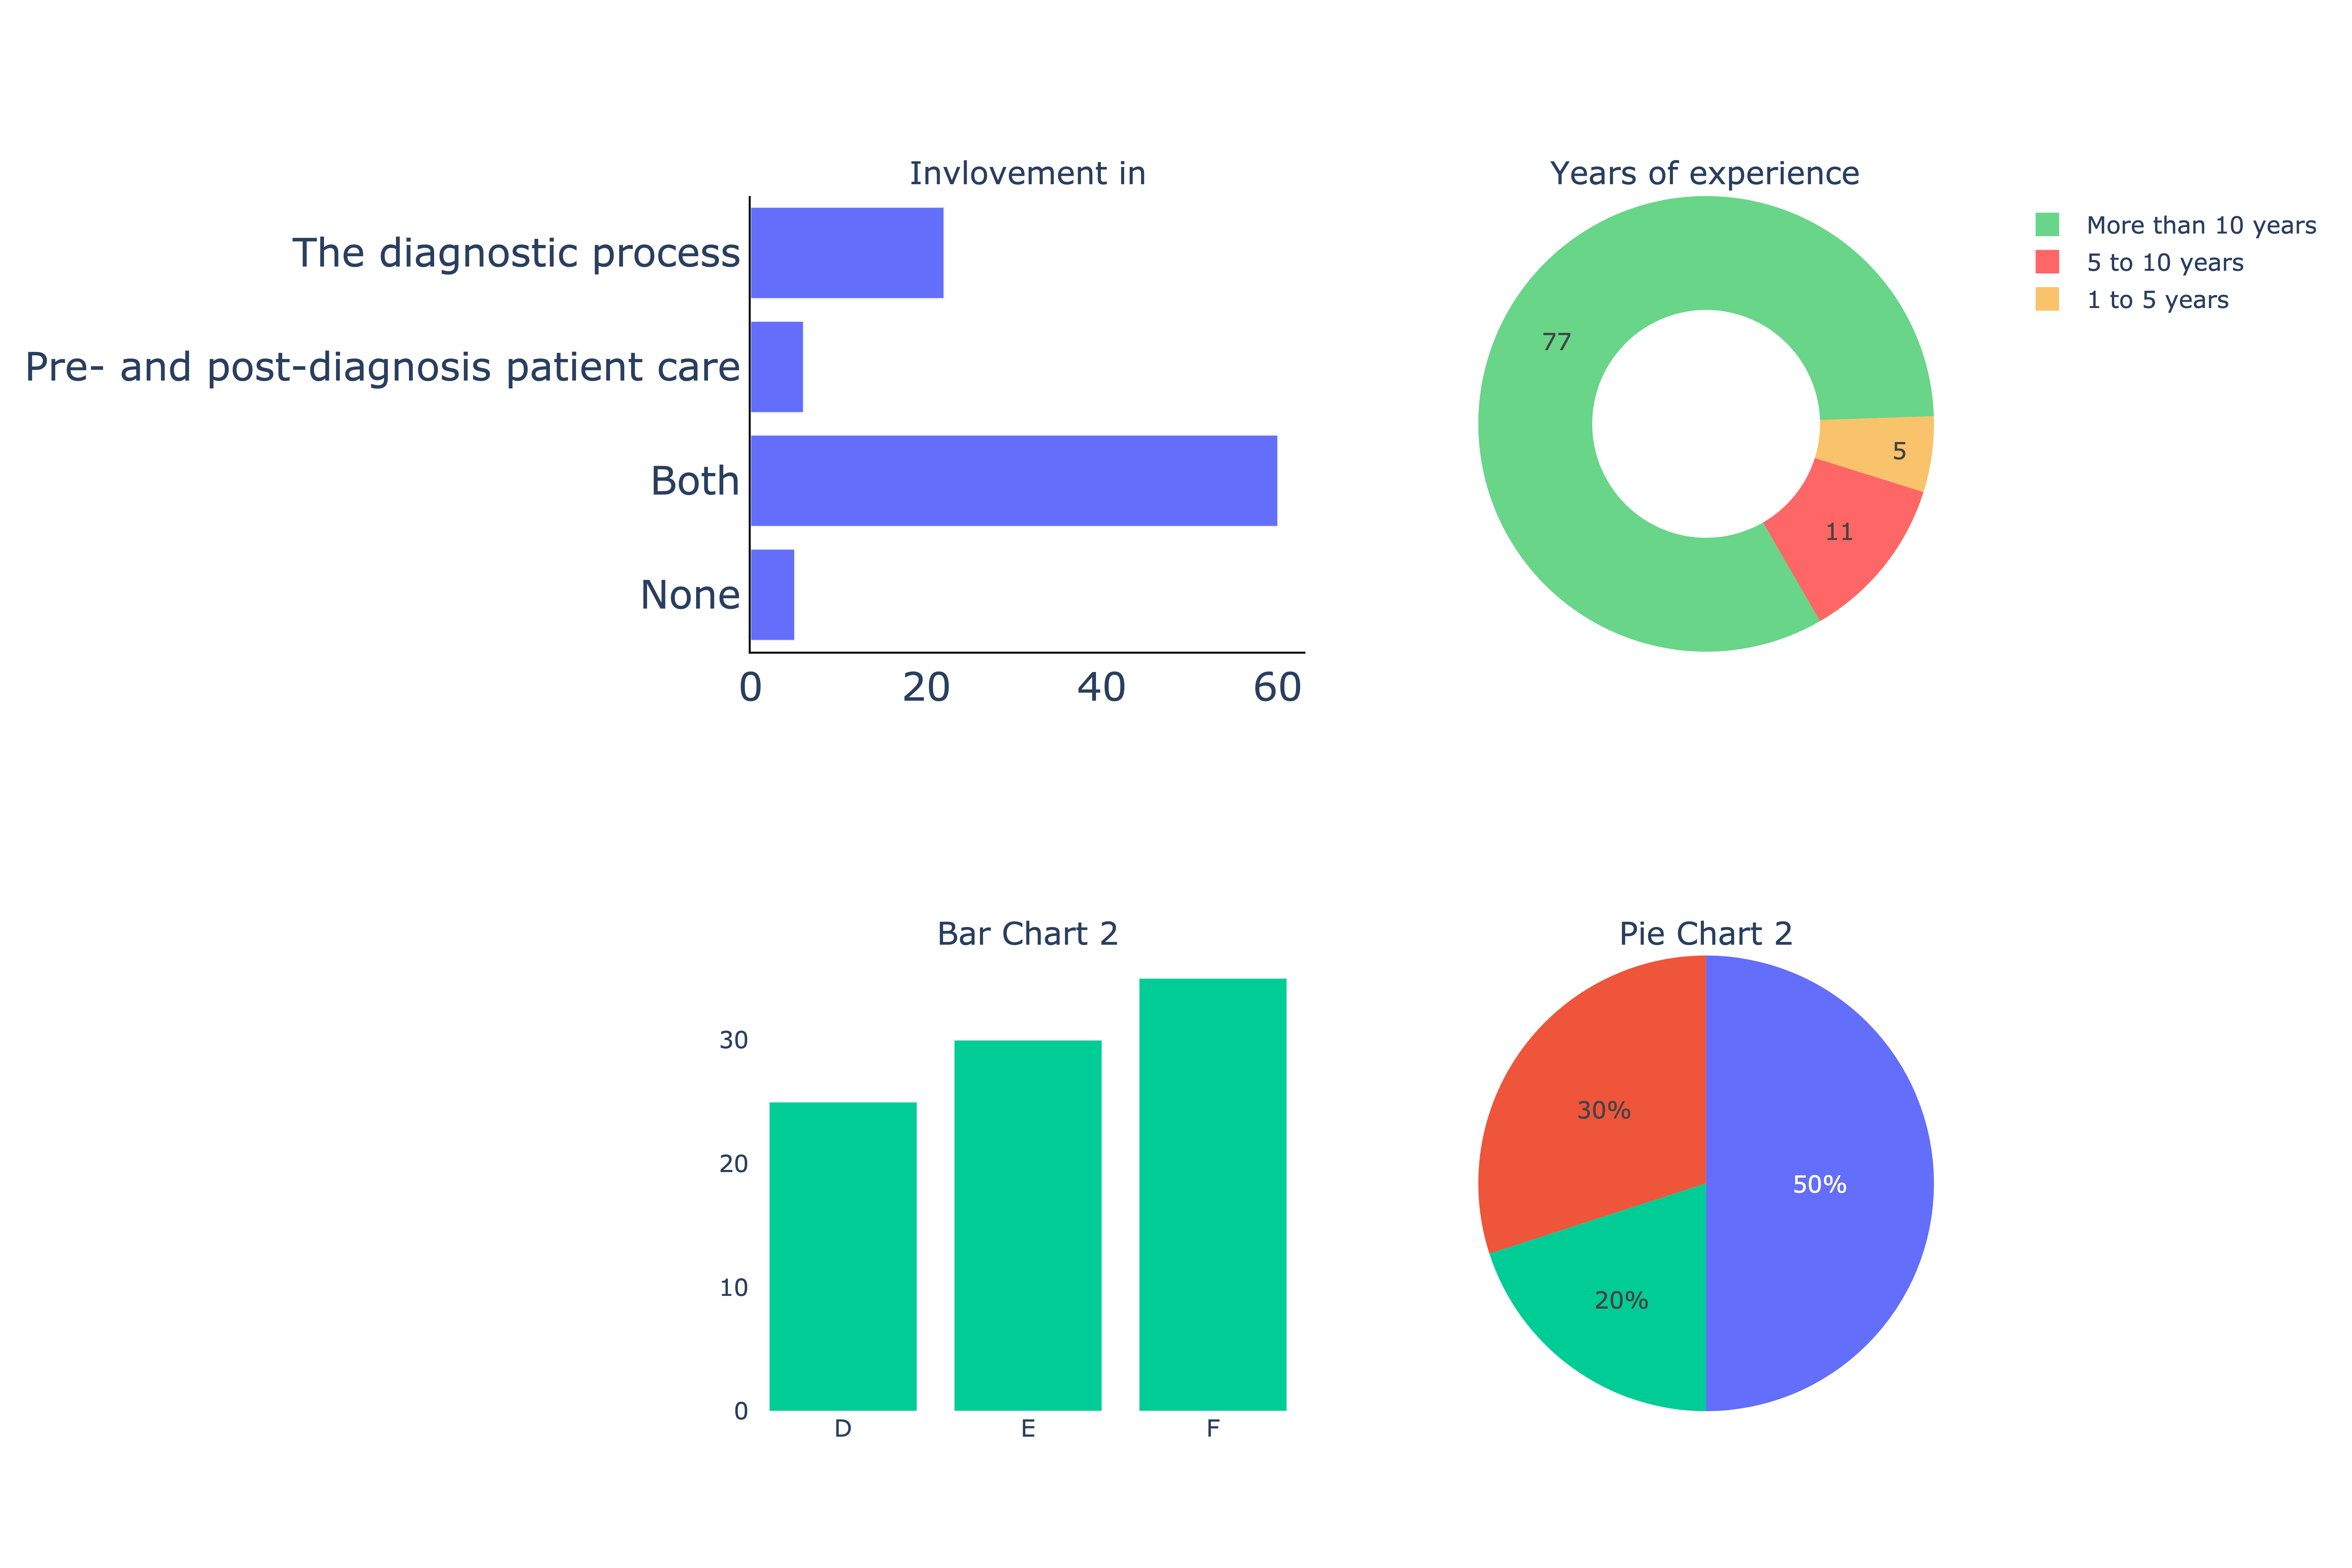 Invlovement in
The diagnostic process
Pre- and post-diagnosis patient care
Both
None
0 20 40 60
Years of experience
77
5
11
More than 10 years
5 to 10 years
1 to 5 years
Bar Chart 2
30
20
10
0
D E F
Pie Chart 2
30%
50%
20%